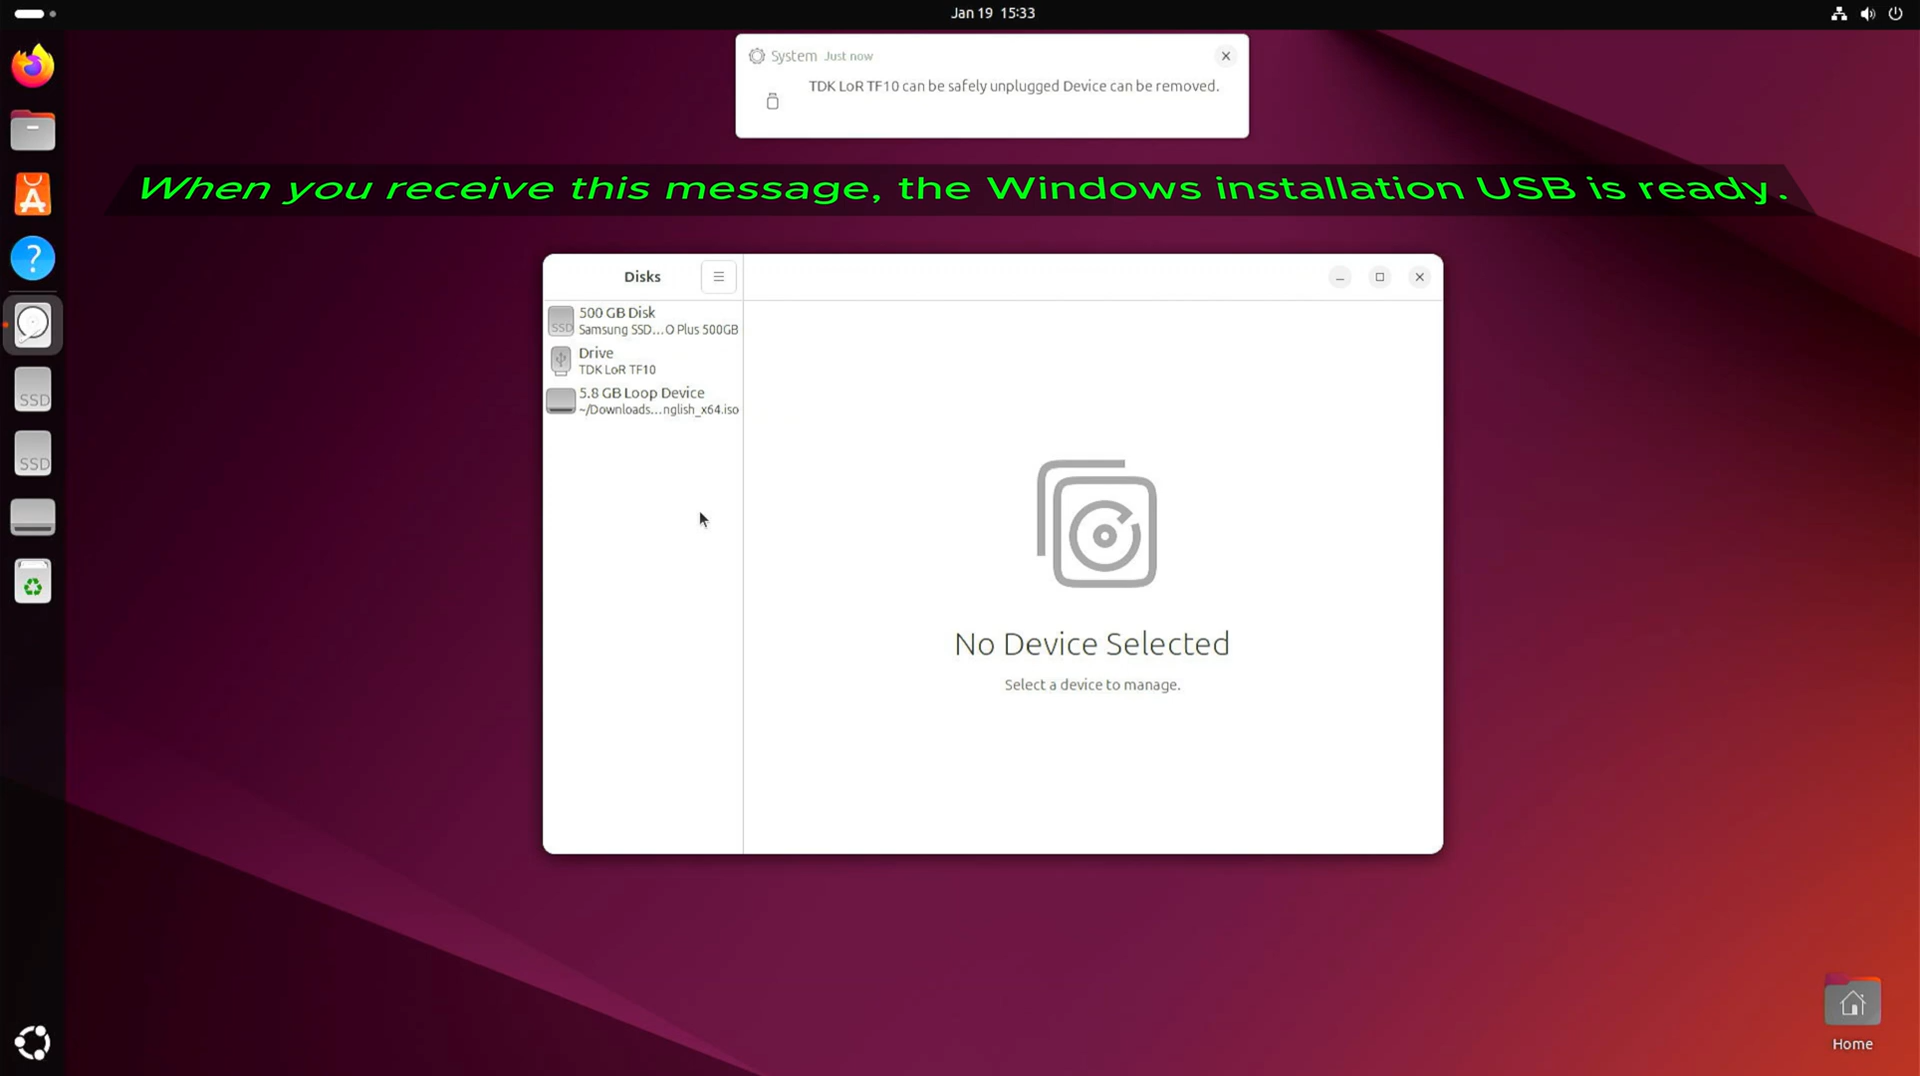 Jan 19 15:33
System Just now
TDK LoR TF10 can be safely unplugged Device can be removed.
When you receive this message, the Windows installation USB is ready.
Disks
500 GB Disk
SSD
Samsung SSD...O Plus 500GB
Drive
TDK LoR TF10
5.8 GB Loop Device
~/Downloads...nglish_x64.iso
SSD
SSD
No Device Selected
Select a device to manage.
Home